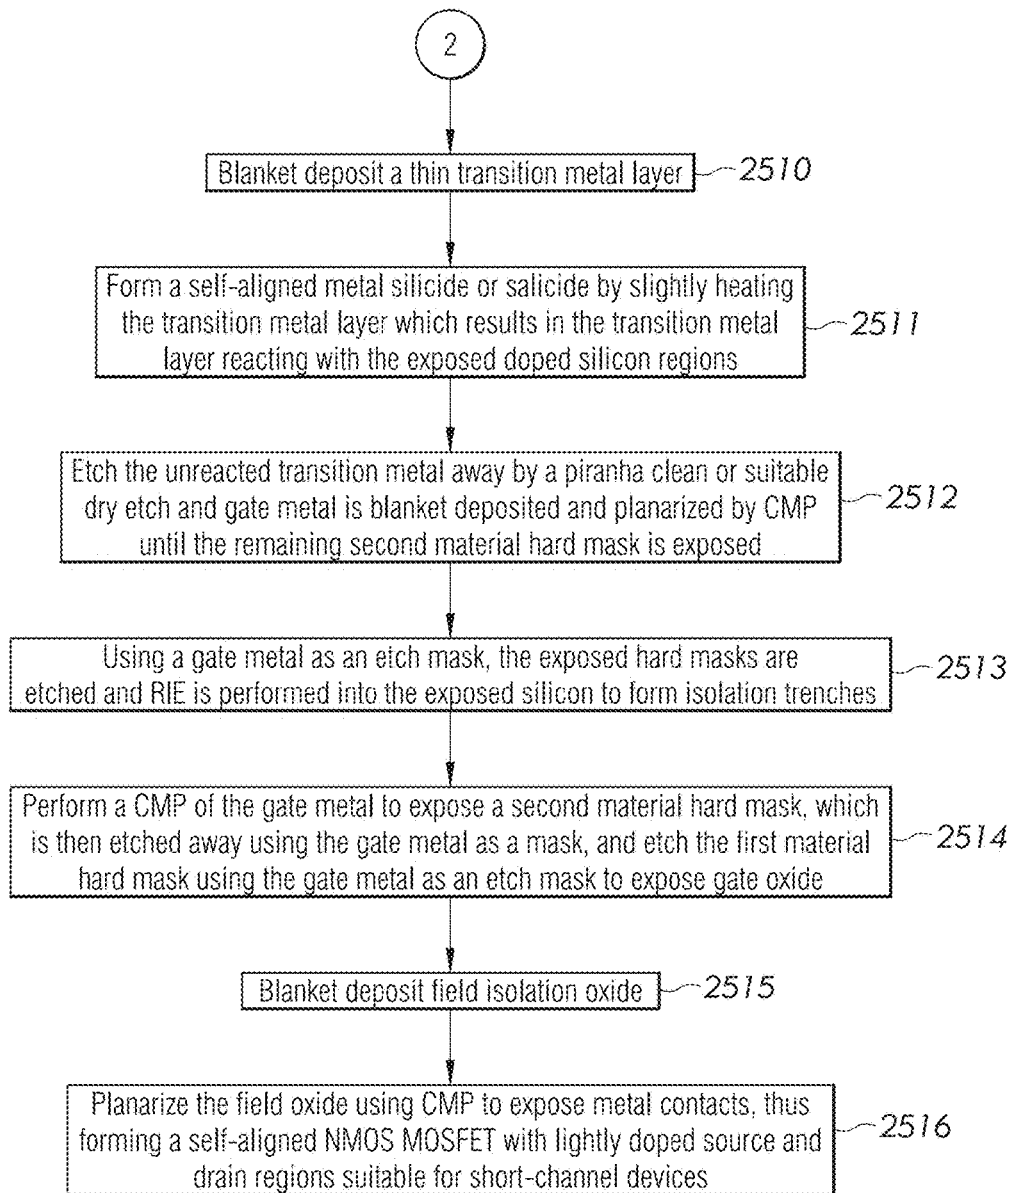 2
Blanket deposit a thin transition metal layer
2510
Form a self-aligned metal silicide or salicide by slightly heating
the transition metal layer which results in the transition metal
layer reacting with the exposed doped silicon regions
2511
Etch the unreacted transition metal away by a piranha clean or suitable
dry etch and gate metal is blanket deposited and planarized by CMP
until the remaining second material hard mask is exposed
2512
Using a gate metal as an etch mask, the exposed hard masks are
etched and RIE is performed into the exposed silicon to form isolation trenches
2513
Perform a CMP of the gate metal to expose a second material hard mask, which
is then etched away using the gate metal as a mask, and etch the first material
hard mask using the gate metal as an etch mask to expose gate oxide
2514
Blanket deposit field isolation oxide
2515
Planarize the field oxide using CMP to expose metal contacts, thus
forming a self-aligned NMOS MOSFET with lightly doped source and
drain regions suitable for short-channel devices
2516